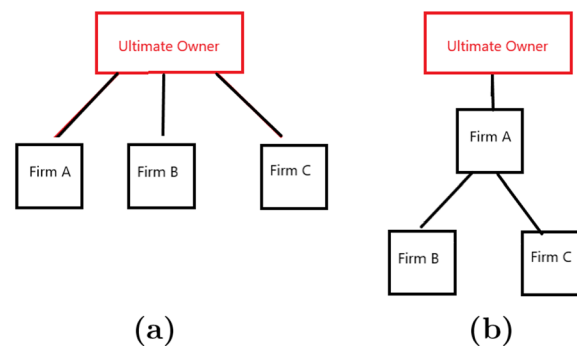 Ultimate Owner
Firm A
Firm B
Firm C
(a)
Ultimate Owner
Firm A
Firm B
Firm C
(b)